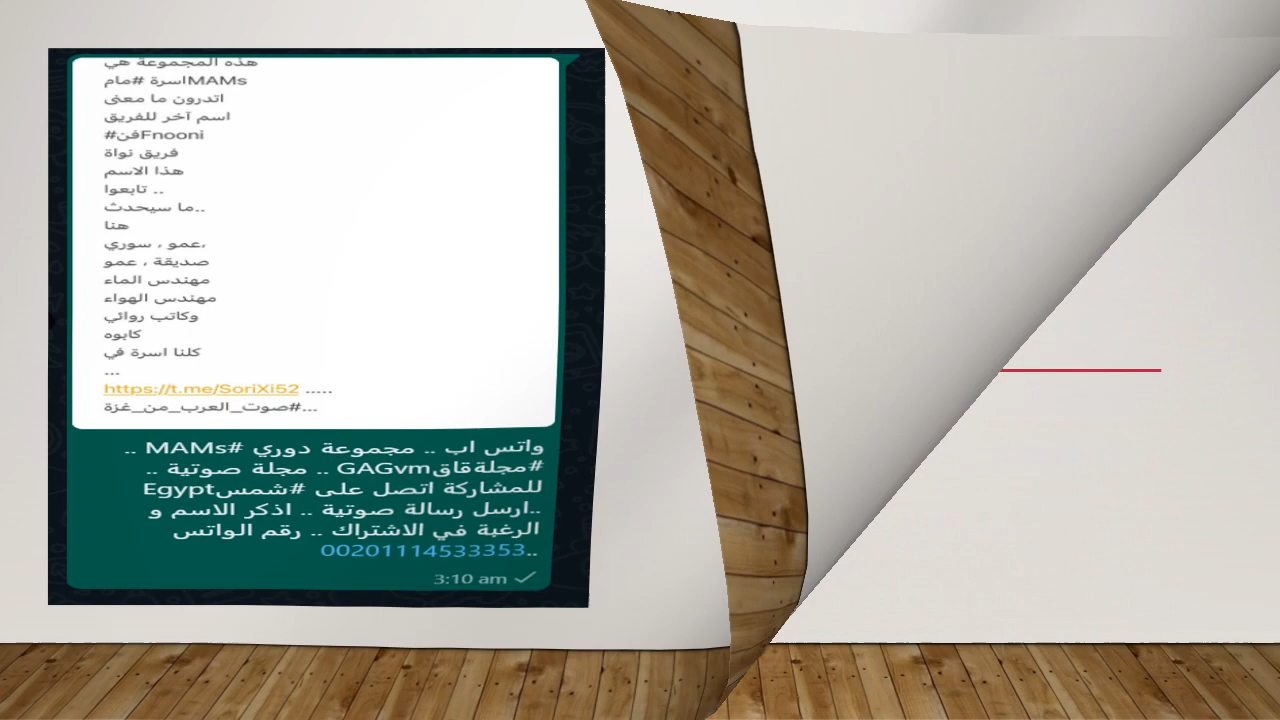 هذه المجموعة هي
اسرة #مامMAMs
اتدرون ما معنى
اسم آخر للفريق
#فنFnooni
فريق نواة
هذا الاسم
.. تابعوا
..ما سيحدث
هنا
،عمو ، سوري
صديقة ، عمو
مهندس الماء
مهندس الهواء
وكاتب روائي
كابوه
كلنا اسرة في
...
https://t.me/SoriXi52 .....
...#صوت_العرب_من_غزة
واتس اب .. مجموعة دوري #MAMs ..
#مجلةقاقGAGvm .. مجلة صوتية ..
للمشاركة اتصل على #شمسEgypt
..ارسل رسالة صوتية .. اذكر الاسم و
الرغبة في الاشتراك .. رقم الواتس
00201114533353..
3:10 am